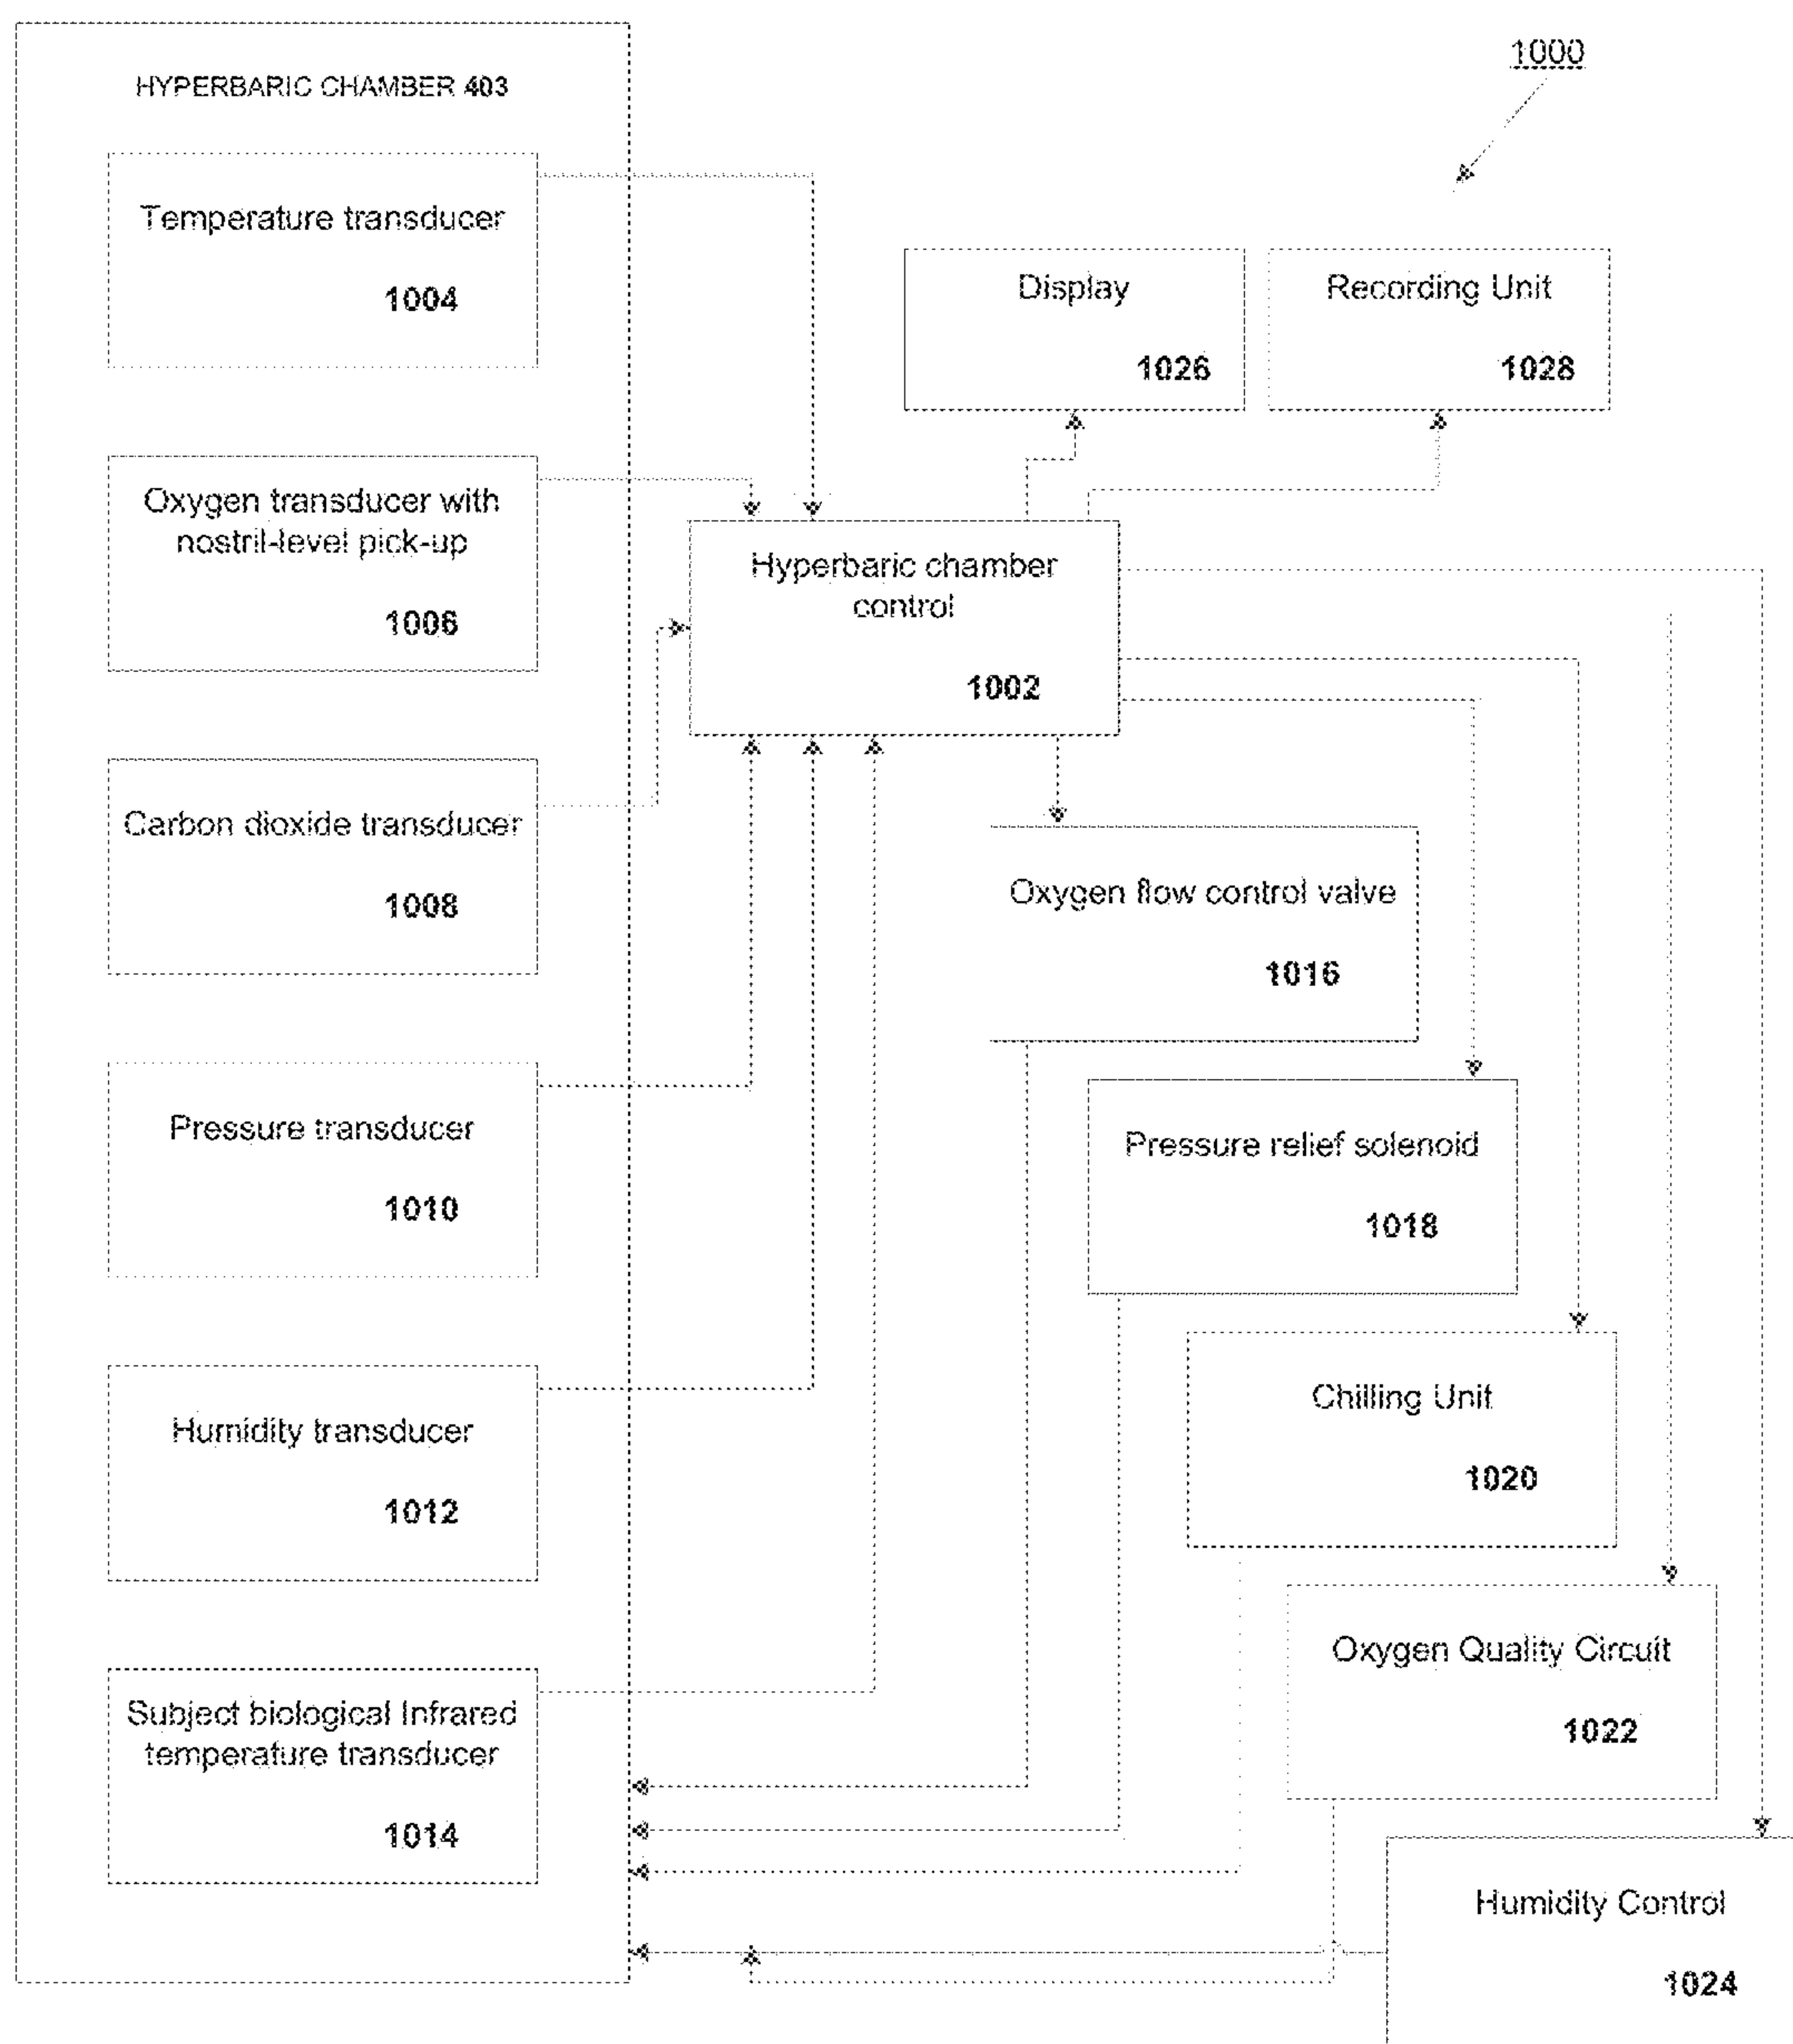 1000
HYPERBARIC CHAMBER 403
Temperature transducer
1004
Display
1026
Recording Unit
1028
Oxygen transducer with
nostril-level pick-up
1006
Hyperbaric chamber
control
1002
Carbon dioxide transducer
1008
Oxygen flow control valve
1016
Pressure transducer
1010
Pressure relief solenoid
1018
Humidity transducer
1012
Chilling Unit
1020
Subject biological Infrared
temperature transducer
1014
Oxygen Quality Circuit
1022
Humidity Control
1024